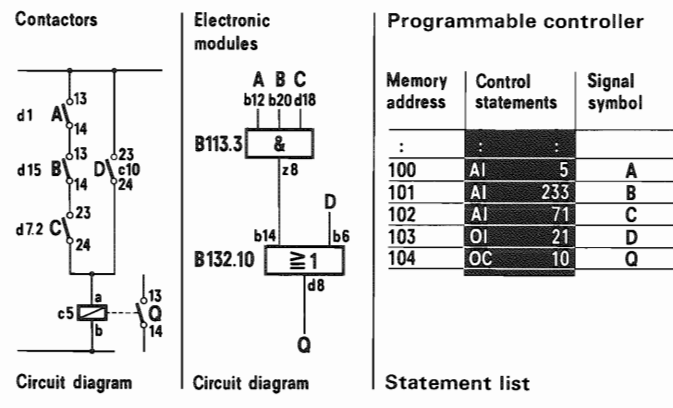 Contactors
d1 A 13
14
d15 B 13
14
d7.2 C 23
24
D 23
c10
24
c5 a
b
13
Q
14
Circuit diagram
Electronic
modules
A B C
b12 b20 d18
B113.3 &
z8
D
b14 b6
B132.10 ≧1
d8
Q
Circuit diagram
Programmable controller
Memory address Control statements Signal symbol
: : :
100 AI 5 A
101 AI 233 B
102 AI 71 C
103 OI 21 D
104 OC 10 Q
Statement list